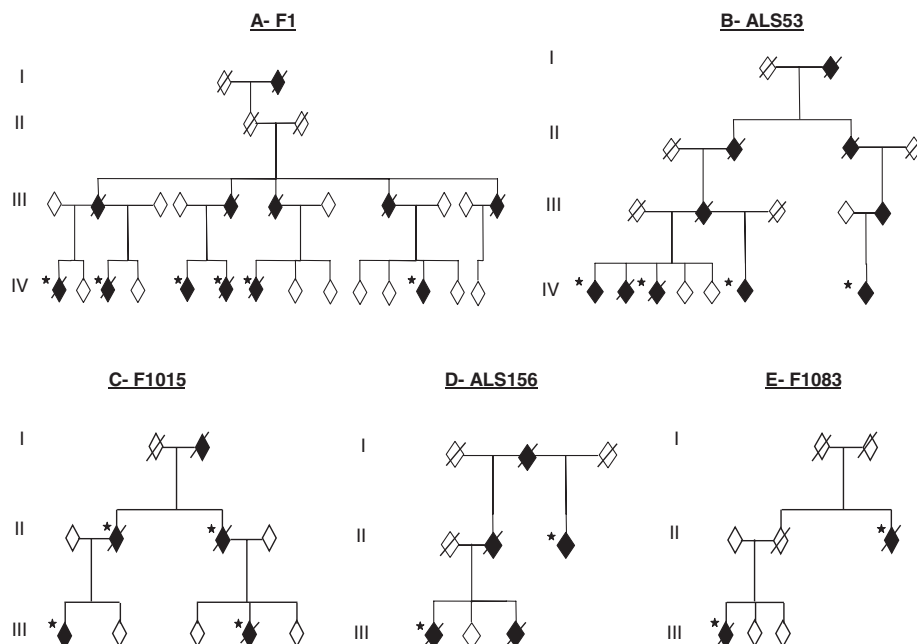 A- F1
I
II
III
IV
B- ALS53
I
II
III
IV
C- F1015
I
II
III
D- ALS156
I
II
III
E- F1083
I
II
III